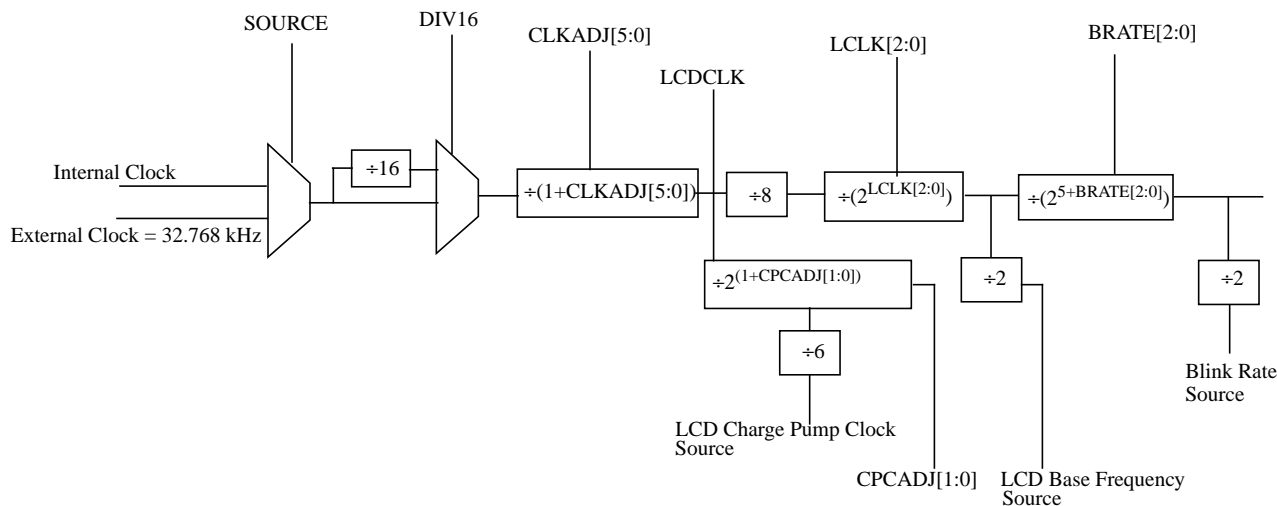 SOURCE
DIV16
CLKADJ[5:0]
LCLK[2:0]
BRATE[2:0]
LCDCLK
Internal Clock
÷16
÷(1+CLKADJ[5:0])
÷8
÷(2^LCLK[2:0])
÷(2^5+BRATE[2:0])
External Clock = 32.768 kHz
÷2^(1+CPCADJ[1:0])
÷2
÷2
÷6
Blink Rate
Source
LCD Charge Pump Clock
Source
CPCADJ[1:0]
LCD Base Frequency
Source